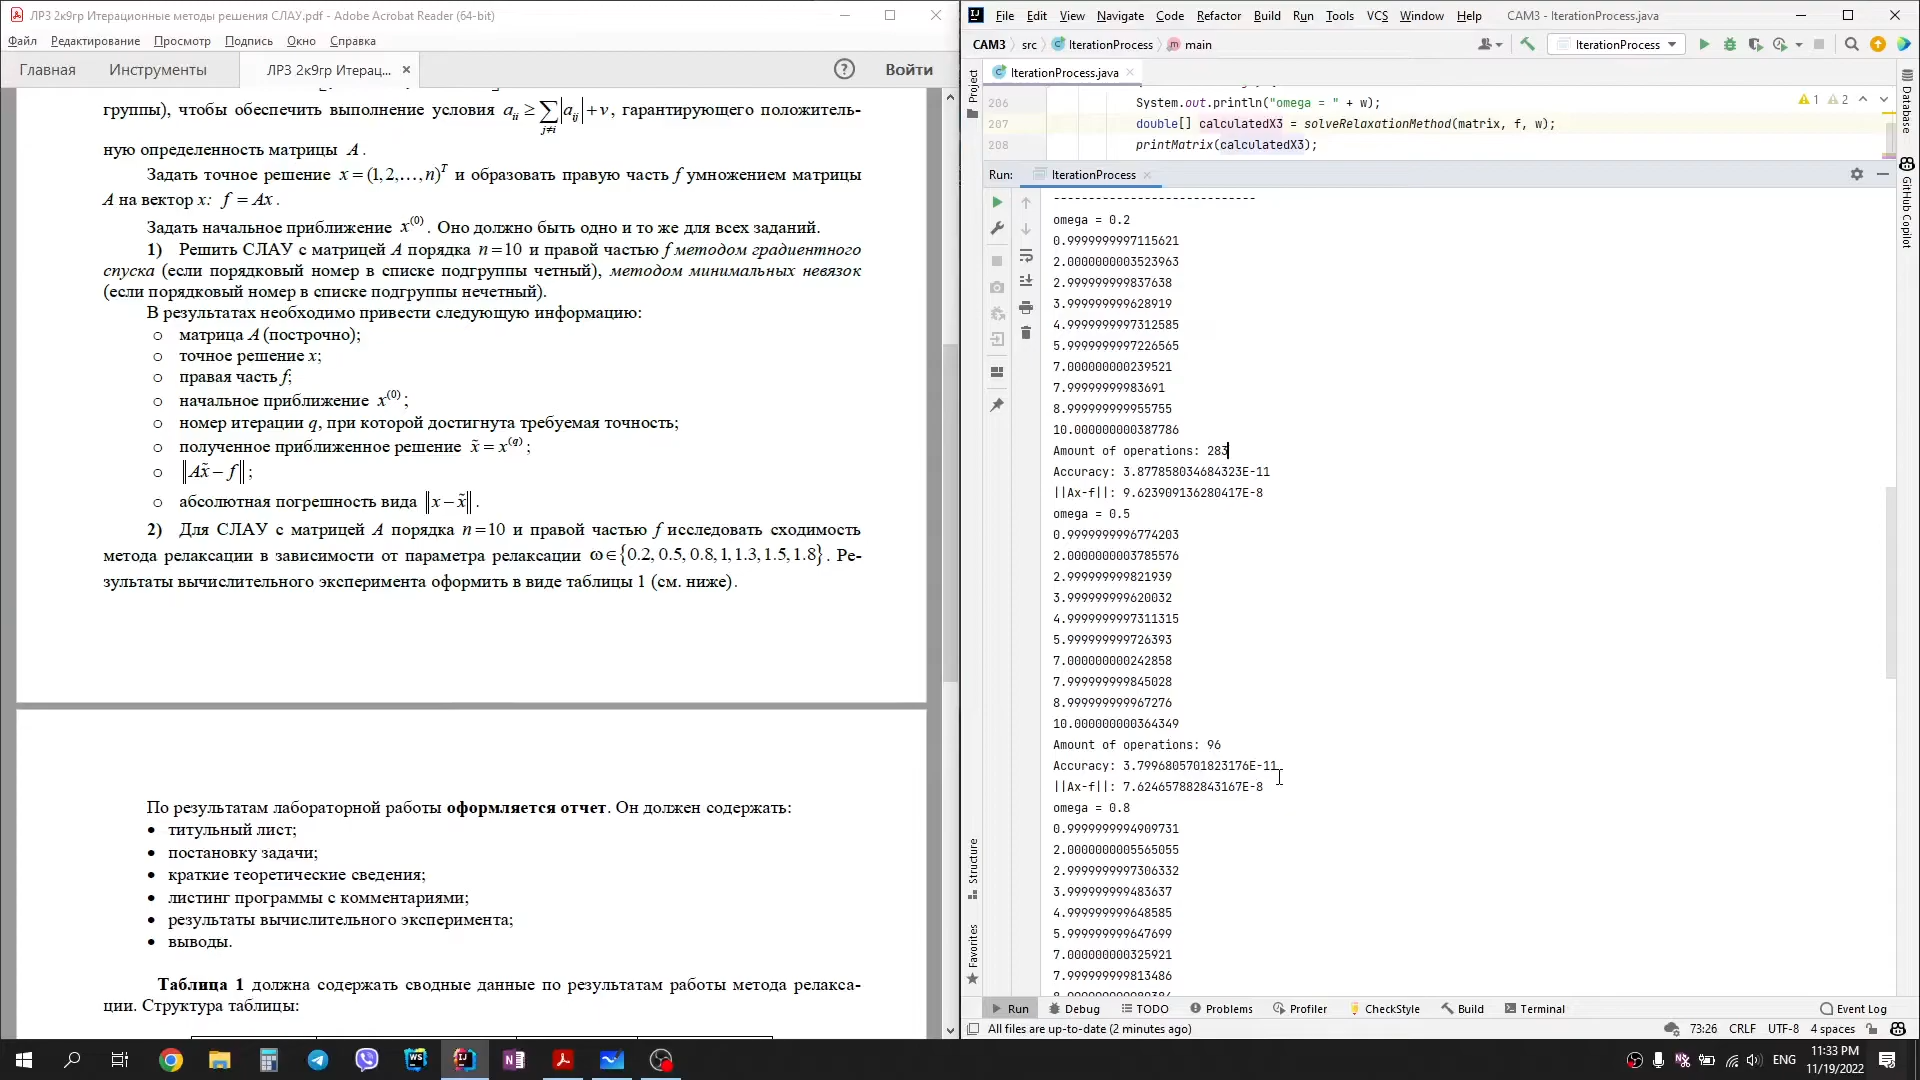 ЛР3 2к9гр Итерационные методы решения СЛАУ.pdf - Adobe Acrobat Reader (64-bit)
Файл Редактирование Просмотр Подпись Окно Справка
Главная Инструменты ЛР3 2к9гр Итерац... × Войти
группы), чтобы обеспечить выполнение условия a_ii ≥ ∑_{j≠i} |a_ij| + ν, гарантирующего положитель-
ную определенность матрицы A.
Задать точное решение x = (1,2,…,n)^T и образовать правую часть f умножением матрицы
A на вектор x: f = Ax.
Задать начальное приближение x^(0). Оно должно быть одно и то же для всех заданий.
1) Решить СЛАУ с матрицей A порядка n=10 и правой частью f методом градиентного
спуска (если порядковый номер в списке подгруппы четный), методом минимальных невязок
(если порядковый номер в списке подгруппы нечетный).
В результатах необходимо привести следующую информацию:
○ матрица A (построчно);
○ точное решение x;
○ правая часть f;
○ начальное приближение x^(0);
○ номер итерации q, при которой достигнута требуемая точность;
○ полученное приближенное решение x̃ = x^(q);
○ ‖Ax̃ − f‖;
○ абсолютная погрешность вида ‖x − x̃‖.
2) Для СЛАУ с матрицей A порядка n=10 и правой частью f исследовать сходимость
метода релаксации в зависимости от параметра релаксации ω∈{0.2, 0.5, 0.8, 1, 1.3, 1.5, 1.8}. Ре-
зультаты вычислительного эксперимента оформить в виде таблицы 1 (см. ниже).
По результатам лабораторной работы оформляется отчет. Он должен содержать:
• титульный лист;
• постановку задачи;
• краткие теоретические сведения;
• листинг программы с комментариями;
• результаты вычислительного эксперимента;
• выводы.
Таблица 1 должна содержать сводные данные по результатам работы метода релакса-
ции. Структура таблицы:
File Edit View Navigate Code Refactor Build Run Tools VCS Window Help CAM3 - IterationProcess.java
CAM3 src IterationProcess main IterationProcess
Project
IterationProcess.java
206 System.out.println("omega = " + w);
207 double[] calculatedX3 = solveRelaxationMethod(matrix, f, w);
208 printMatrix(calculatedX3);
1 2
Run: IterationProcess
----------------------------
omega = 0.2
0.9999999997115621
2.0000000003523963
2.999999999837638
3.999999999628919
4.9999999997312585
5.9999999997226565
7.000000000239521
7.99999999983691
8.999999999955755
10.000000000387786
Amount of operations: 283
Accuracy: 3.877858034684323E-11
||Ax-f||: 9.623909136280417E-8
omega = 0.5
0.9999999996774203
2.0000000003785576
2.999999999821939
3.999999999620032
4.9999999997311315
5.999999999726393
7.000000000242858
7.999999999845028
8.999999999967276
10.000000000364349
Amount of operations: 96
Accuracy: 3.7996805701823176E-11
||Ax-f||: 7.624657882843167E-8
omega = 0.8
0.9999999994909731
2.0000000005565055
2.9999999997306332
3.999999999483637
4.999999999648585
5.999999999647699
7.000000000325921
7.999999999813486
Database
GitHub Copilot
Structure
Favorites
Run Debug TODO Problems Profiler CheckStyle Build Terminal Event Log
All files are up-to-date (2 minutes ago) 73:26 CRLF UTF-8 4 spaces
ENG 11:33 PM
11/19/2022